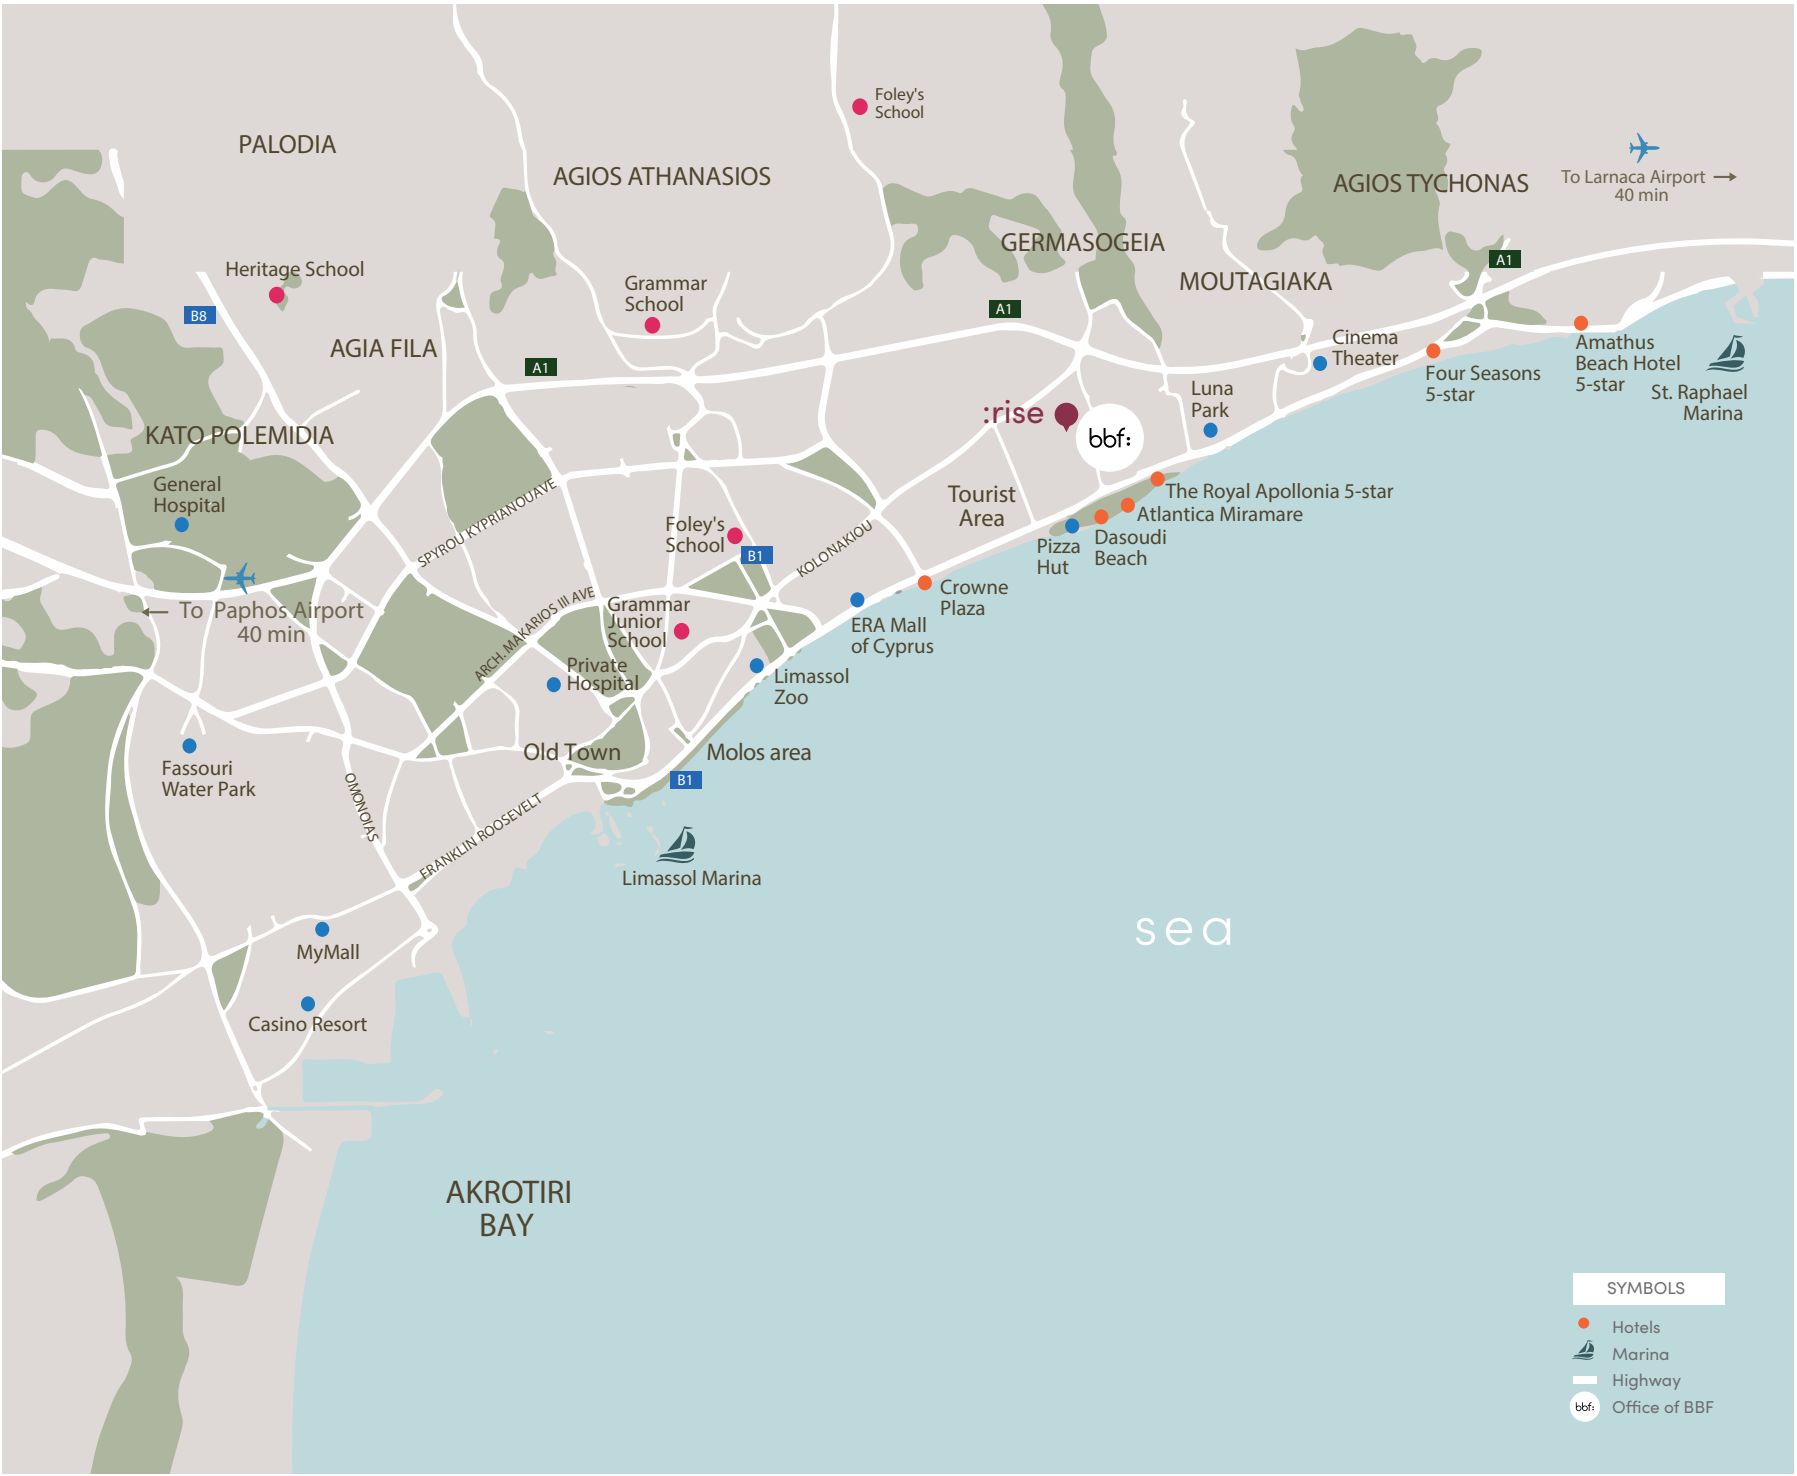 Foley's
School
PALODIA
AGIOS ATHANASIOS
AGIOS TYCHONAS
To Larnaca Airport
40 min
GERMASOGEIA
MOUTAGIAKA
A1
Heritage School
Grammar
School
B8
A1
AGIA FILA
A1
Cinema
Theater
Amathus
Beach Hotel
5-star
Four Seasons
5-star
St. Raphael
Marina
Luna
Park
:rise
bbf:
KATO POLEMIDIA
General
Hospital
SPYROU KYPRIANOUAVE
Tourist
Area
The Royal Apollonia 5-star
Atlantica Miramare
Dasoudi
Beach
Pizza
Hut
Foley's
School
B1
KOLONAKIOU
Crowne
Plaza
To Paphos Airport
40 min
ARCH. MAKARIOS III AVE
Grammar
Junior
School
ERA Mall
of Cyprus
Private
Hospital
Limassol
Zoo
Old Town
Molos area
B1
Fassouri
Water Park
OMONOIAS
FRANKLIN ROOSEVELT
Limassol Marina
sea
MyMall
Casino Resort
AKROTIRI
BAY
SYMBOLS
Hotels
Marina
Highway
bbf:
Office of BBF